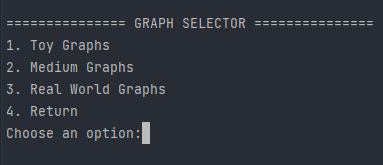 =============== GRAPH SELECTOR ===============
1. Toy Graphs
2. Medium Graphs
3. Real World Graphs
4. Return
Choose an option: